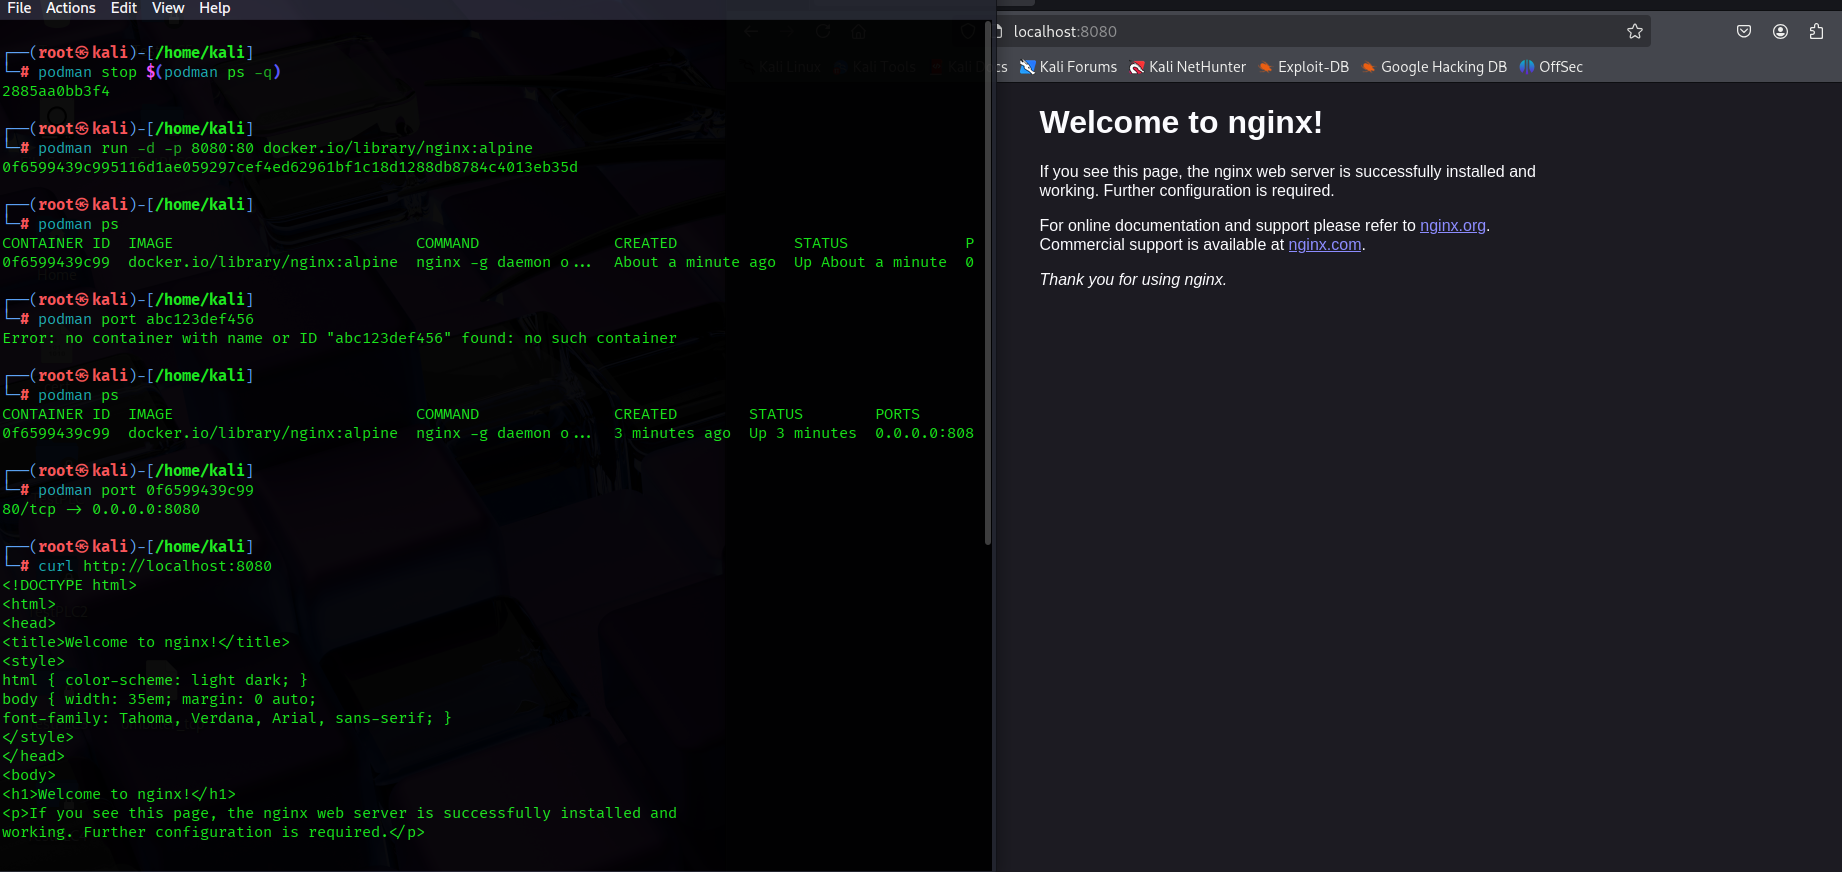 File Actions Edit View Help
┌──(root㉿kali)-[/home/kali]
└─# podman stop $(podman ps -q)
2885aa0bb3f4
┌──(root㉿kali)-[/home/kali]
└─# podman run -d -p 8080:80 docker.io/library/nginx:alpine
0f6599439c995116d1ae059297cef4ed62961bf1c18d1288db8784c4013eb35d
┌──(root㉿kali)-[/home/kali]
└─# podman ps
CONTAINER ID  IMAGE                           COMMAND               CREATED             STATUS             P
0f6599439c99  docker.io/library/nginx:alpine  nginx -g daemon o...  About a minute ago  Up About a minute  0
┌──(root㉿kali)-[/home/kali]
└─# podman port abc123def456
Error: no container with name or ID "abc123def456" found: no such container
┌──(root㉿kali)-[/home/kali]
└─# podman ps
CONTAINER ID  IMAGE                           COMMAND               CREATED        STATUS        PORTS
0f6599439c99  docker.io/library/nginx:alpine  nginx -g daemon o...  3 minutes ago  Up 3 minutes  0.0.0.0:808
┌──(root㉿kali)-[/home/kali]
└─# podman port 0f6599439c99
80/tcp -> 0.0.0.0:8080
┌──(root㉿kali)-[/home/kali]
└─# curl http://localhost:8080
<!DOCTYPE html>
<html>
<head>
<title>Welcome to nginx!</title>
<style>
html { color-scheme: light dark; }
body { width: 35em; margin: 0 auto;
font-family: Tahoma, Verdana, Arial, sans-serif; }
</style>
</head>
<body>
<h1>Welcome to nginx!</h1>
<p>If you see this page, the nginx web server is successfully installed and
working. Further configuration is required.</p>
localhost:8080
Kali Linux Kali Tools Kali Docs Kali Forums Kali NetHunter Exploit-DB Google Hacking DB OffSec
Welcome to nginx!
If you see this page, the nginx web server is successfully installed and
working. Further configuration is required.
For online documentation and support please refer to nginx.org.
Commercial support is available at nginx.com.
Thank you for using nginx.